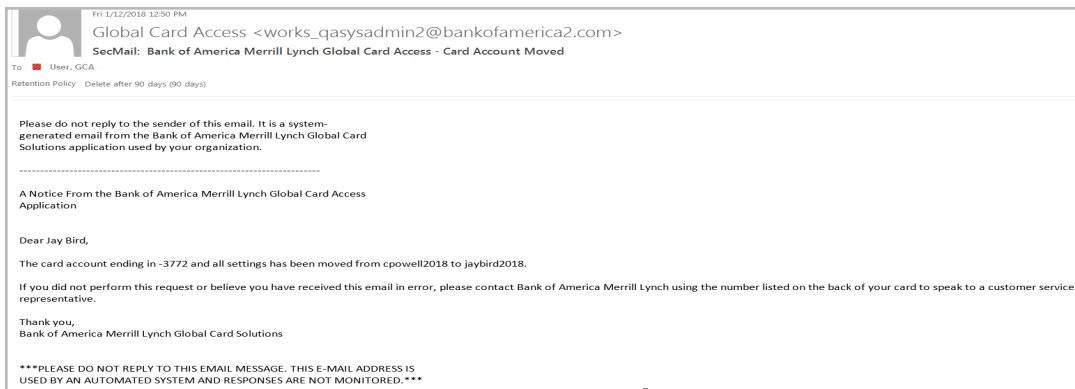 Fri 1/12/2018 12:50 PM
Global Card Access <works_qasysadmin2@bankofamerica2.com>
SecMail: Bank of America Merrill Lynch Global Card Access - Card Account Moved
To User, GCA
Retention Policy Delete after 90 days (90 days)
Please do not reply to the sender of this email. It is a system-
generated email from the Bank of America Merrill Lynch Global Card
Solutions application used by your organization.
------------------------------------------------------------------------
A Notice From the Bank of America Merrill Lynch Global Card Access
Application
Dear Jay Bird,
The card account ending in -3772 and all settings has been moved from cpowell2018 to jaybird2018.
If you did not perform this request or believe you have received this email in error, please contact Bank of America Merrill Lynch using the number listed on the back of your card to speak to a customer service
representative.
Thank you,
Bank of America Merrill Lynch Global Card Solutions
***PLEASE DO NOT REPLY TO THIS EMAIL MESSAGE. THIS E-MAIL ADDRESS IS
USED BY AN AUTOMATED SYSTEM AND RESPONSES ARE NOT MONITORED.***